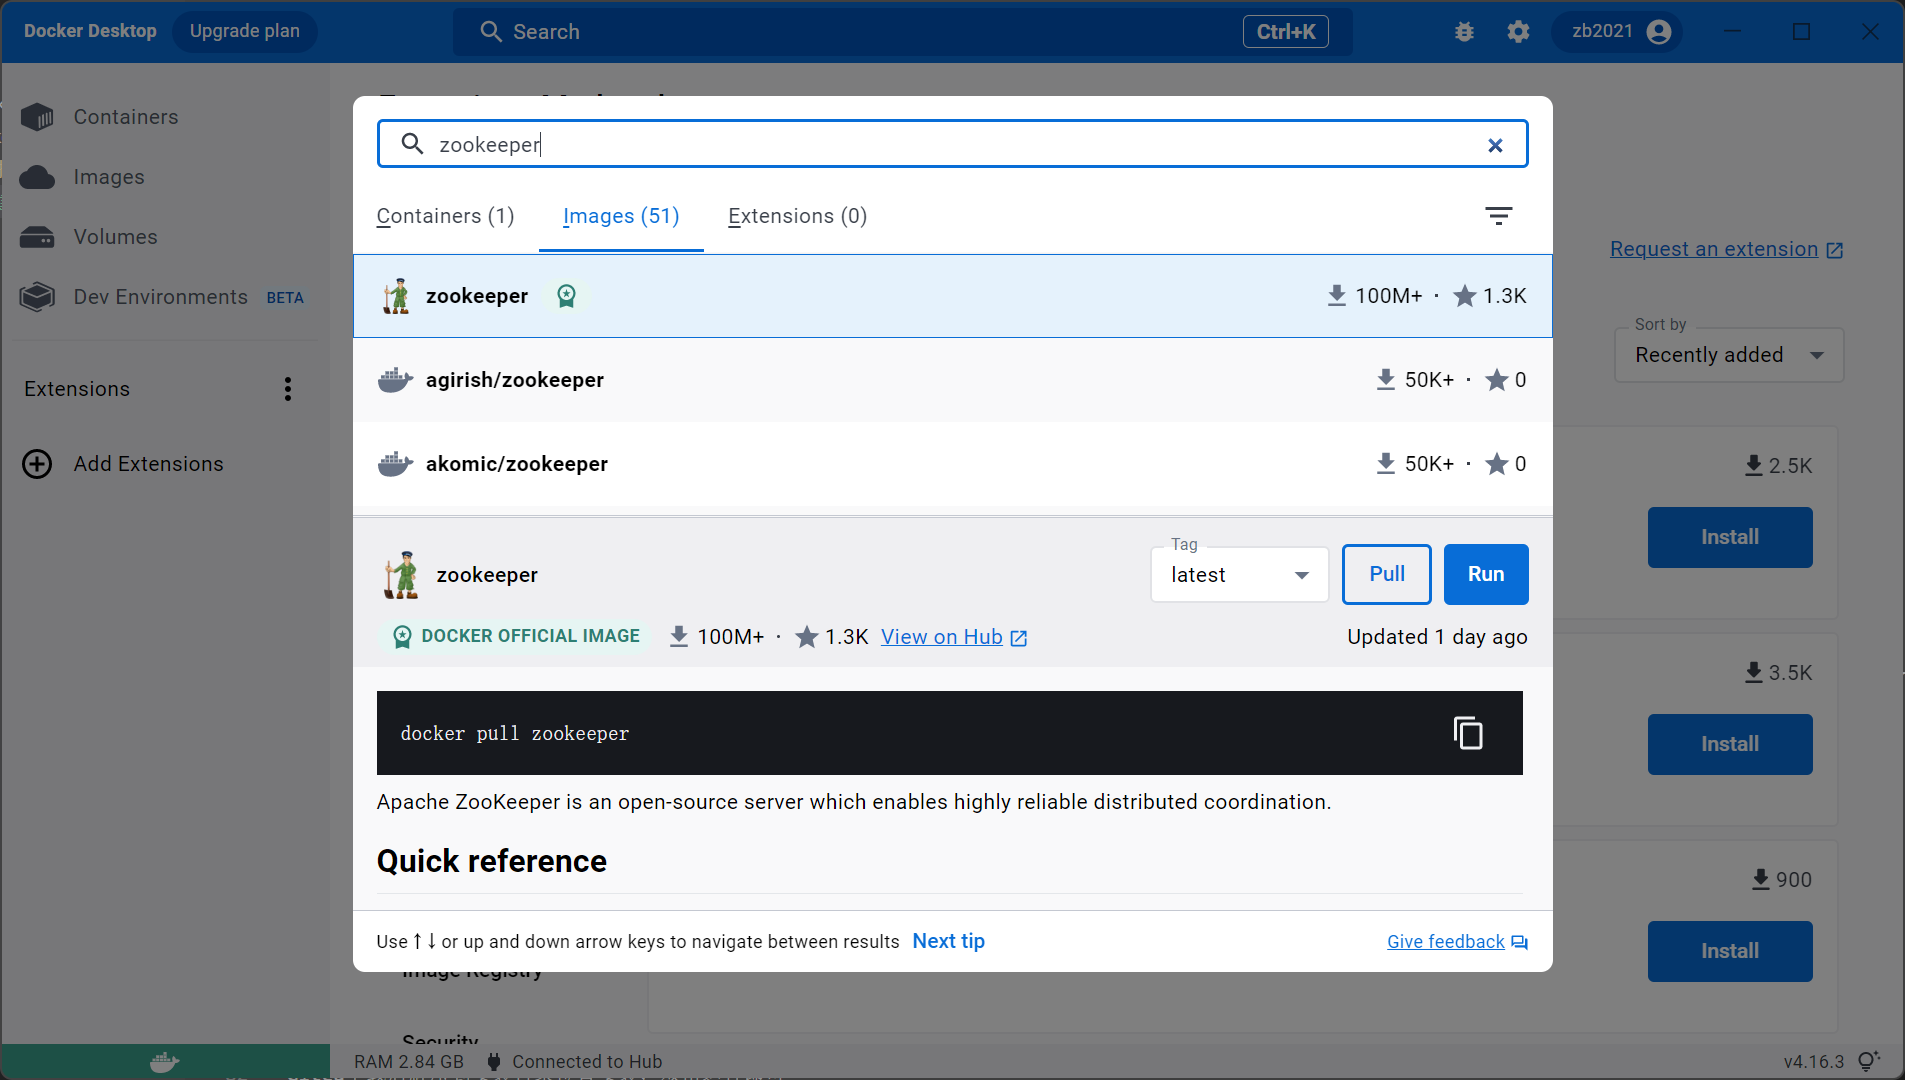 Docker Desktop Upgrade plan Search Ctrl+K zb2021
Containers
Images
Volumes
Dev Environments BETA
Extensions
Add Extensions
zookeeper
Containers (1) Images (51) Extensions (0)
zookeeper 100M+ · 1.3K
agirish/zookeeper 50K+ · 0
akomic/zookeeper 50K+ · 0
zookeeper
Tag
latest
Pull
Run
DOCKER OFFICIAL IMAGE 100M+ · 1.3K View on Hub Updated 1 day ago
docker pull zookeeper
Apache ZooKeeper is an open-source server which enables highly reliable distributed coordination.
Quick reference
Use ↑ ↓ or up and down arrow keys to navigate between results Next tip Give feedback
Request an extension
Sort by
Recently added
2.5K
Install
3.5K
Install
900
Install
Image Registry
Security
RAM 2.84 GB Connected to Hub v4.16.3